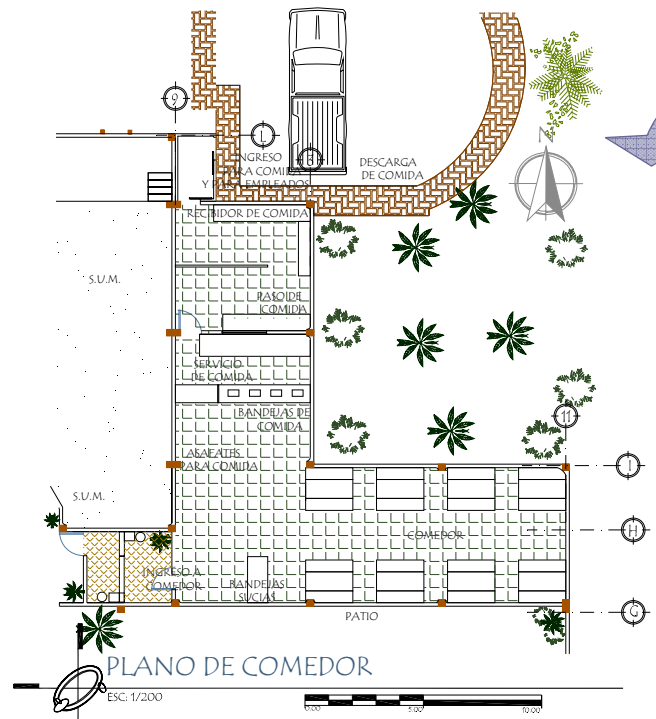 9
L
N
INGRESO
PARA COMIDA
Y PARA EMPLEADOS
DESCARGA
DE COMIDA
RECIBIDOR DE COMIDA
S.U.M.
PASO DE
COMIDA
SERVICIO
DE COMIDA
BANDEJAS DE
COMIDA
11
ASAFATES
PARA COMIDA
I
S.U.M.
H
COMEDOR
INGRESO A
COMEDOR
BANDEJAS
SUCIAS
G
PATIO
PLANO DE COMEDOR
ESC: 1/200
0.00 5.00 10.00